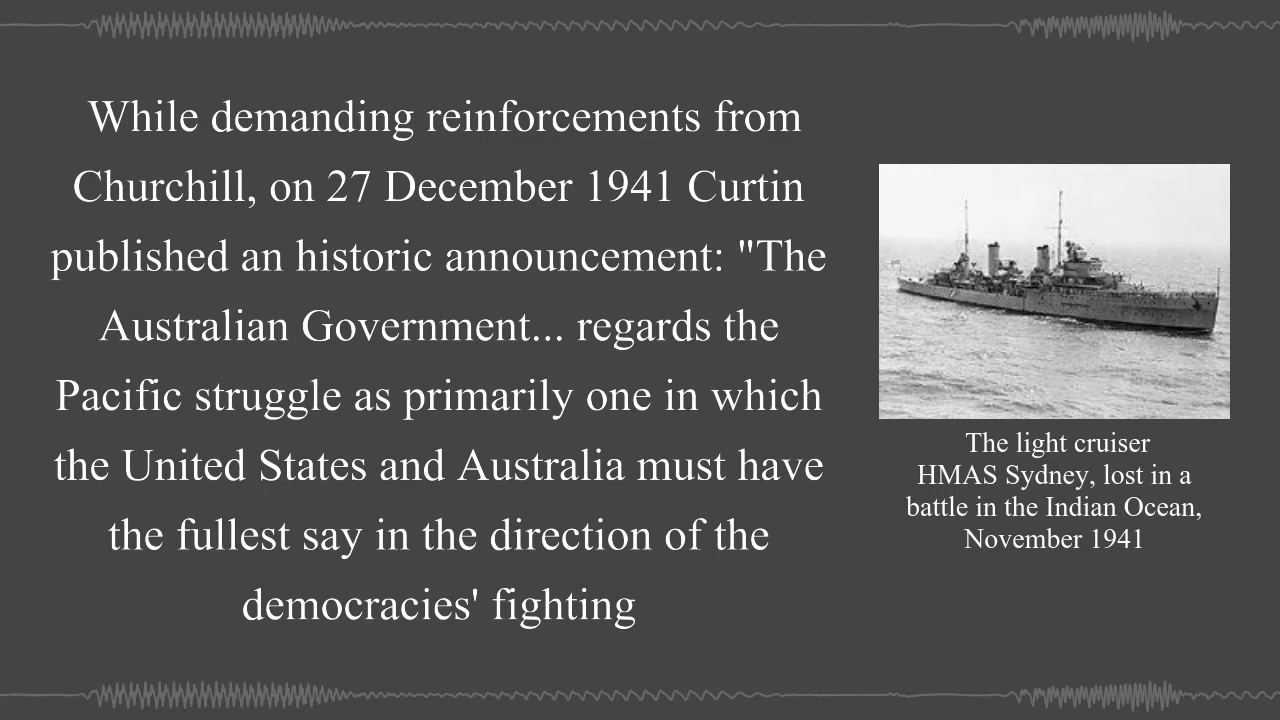 While demanding reinforcements from
Churchill, on 27 December 1941 Curtin
published an historic announcement: "The
Australian Government... regards the
Pacific struggle as primarily one in which
the United States and Australia must have
the fullest say in the direction of the
democracies' fighting
The light cruiser
HMAS Sydney, lost in a
battle in the Indian Ocean,
November 1941